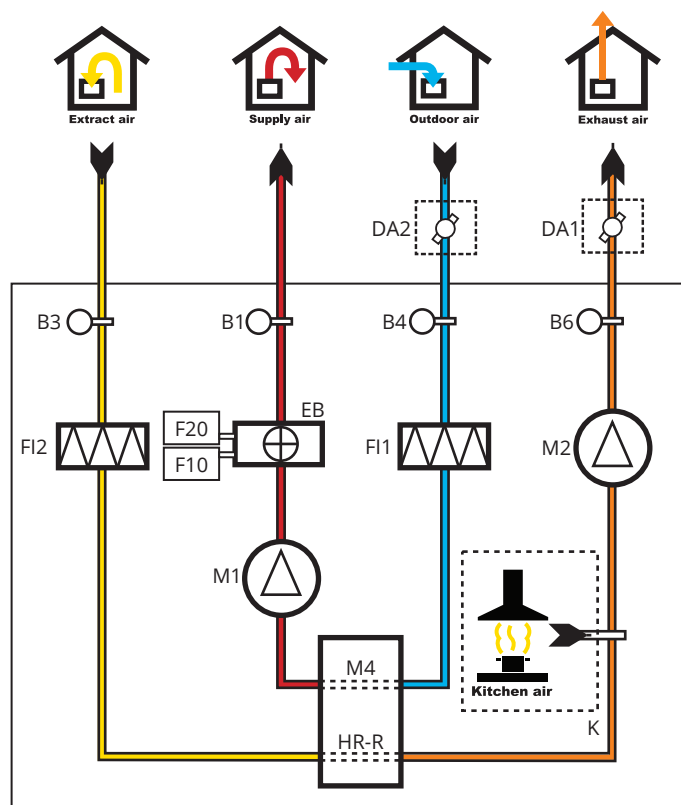 Extract air
Supply air
Outdoor air
Exhaust air
DA2
DA1
B3
B1
B4
B6
EB
F20
FI2
F10
FI1
M2
M1
M4
Kitchen air
K
HR-R